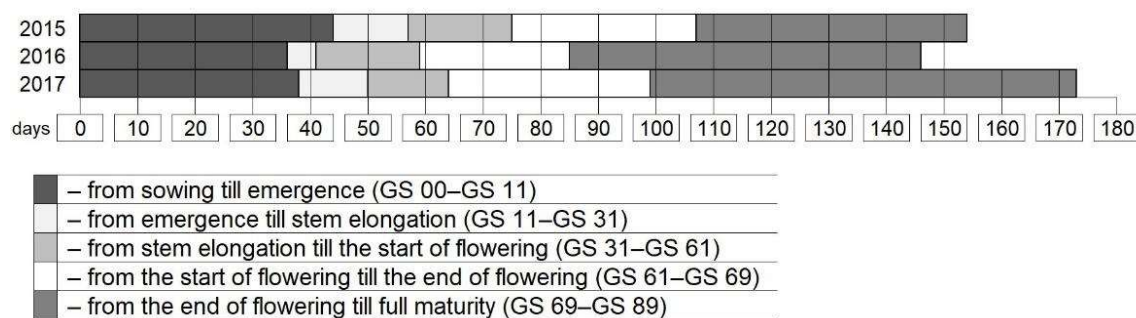 2015
2016
2017
days 0 10 20 30 40 50 60 70 80 90 100 110 120 130 140 150 160 170 180
– from sowing till emergence (GS 00–GS 11)
– from emergence till stem elongation (GS 11–GS 31)
– from stem elongation till the start of flowering (GS 31–GS 61)
– from the start of flowering till the end of flowering (GS 61–GS 69)
– from the end of flowering till full maturity (GS 69–GS 89)